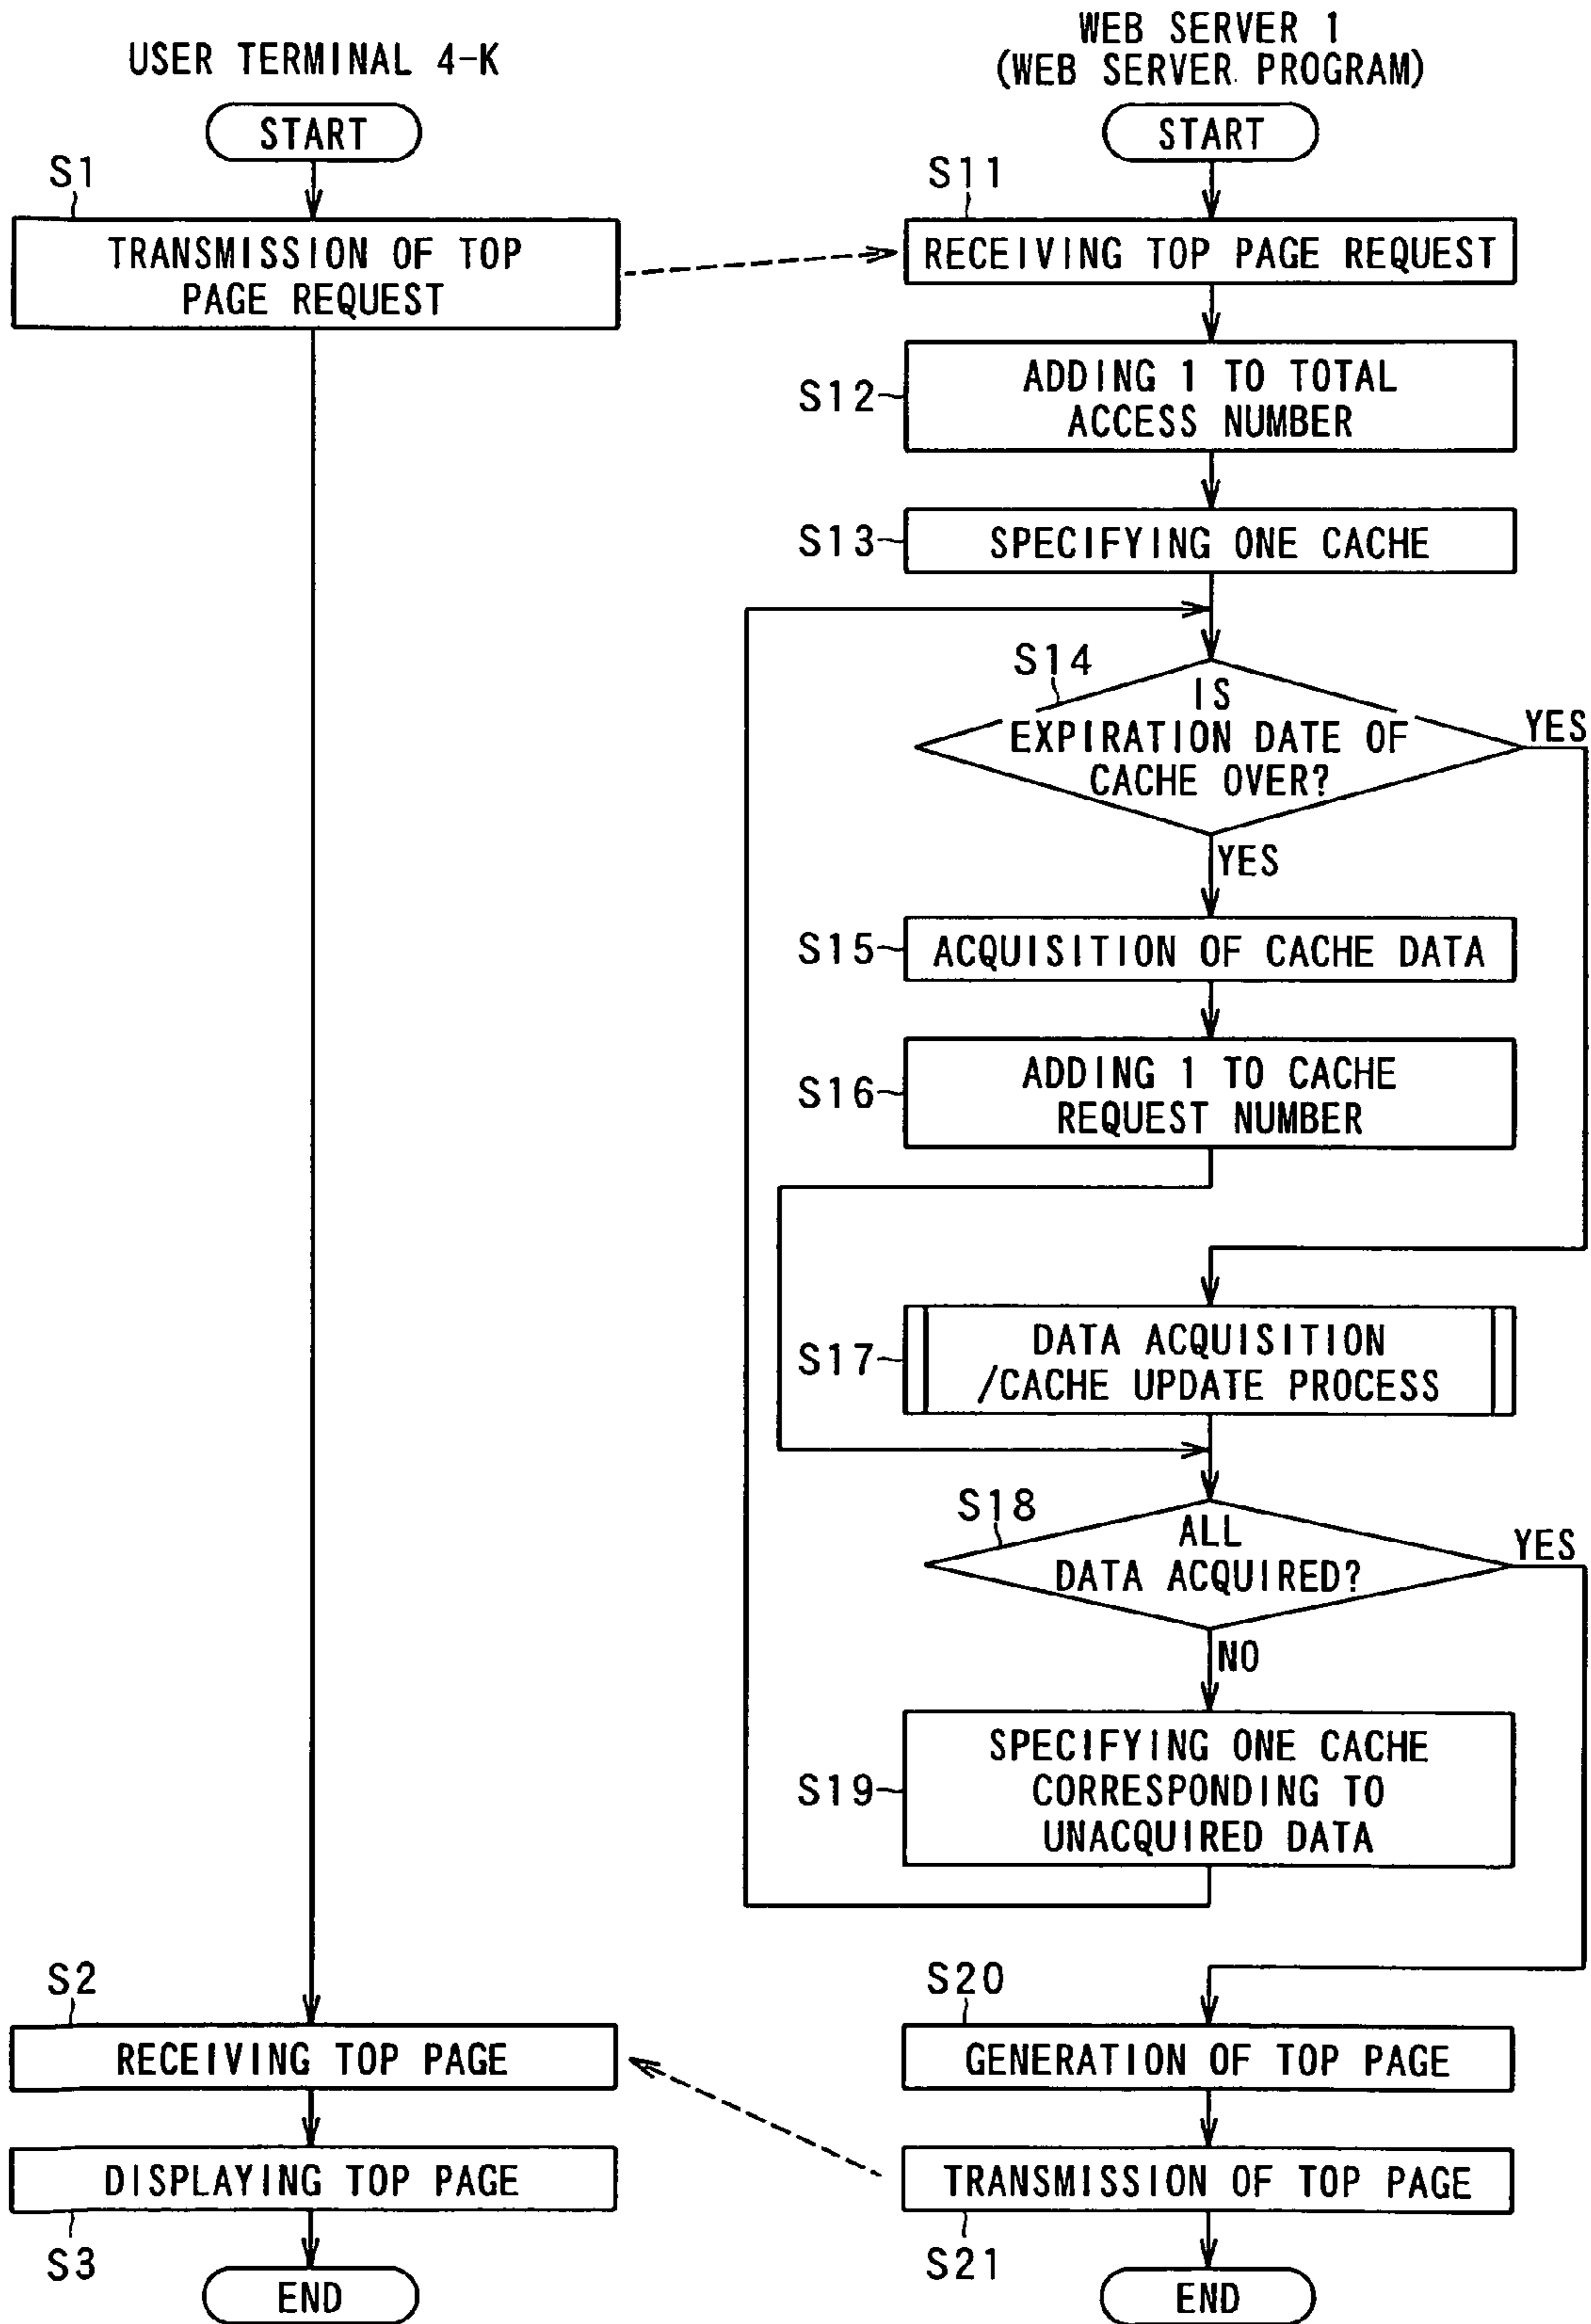 USER TERMINAL 4-K
START
S1
TRANSMISSION OF TOP
PAGE REQUEST
S2
RECEIVING TOP PAGE
DISPLAYING TOP PAGE
S3
END
WEB SERVER 1
(WEB SERVER PROGRAM)
START
S11
RECEIVING TOP PAGE REQUEST
S12
ADDING 1 TO TOTAL
ACCESS NUMBER
S13
SPECIFYING ONE CACHE
S14
IS
EXPIRATION DATE OF
CACHE OVER?
YES
YES
S15
ACQUISITION OF CACHE DATA
S16
ADDING 1 TO CACHE
REQUEST NUMBER
S17
DATA ACQUISITION
/CACHE UPDATE PROCESS
S18
ALL
DATA ACQUIRED?
YES
NO
S19
SPECIFYING ONE CACHE
CORRESPONDING TO
UNACQUIRED DATA
S20
GENERATION OF TOP PAGE
TRANSMISSION OF TOP PAGE
S21
END